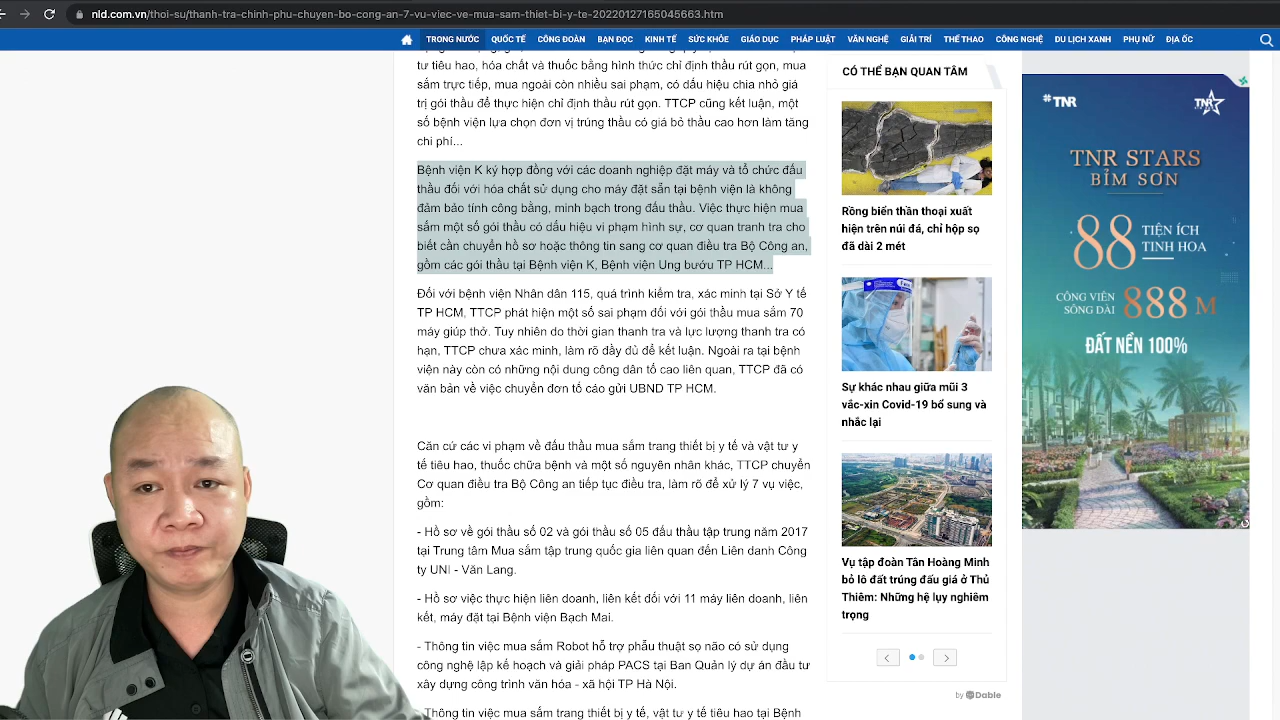 nld.com.vn/thoi-su/thanh-tra-chinh-phu-chuyen-bo-cong-an-7-vu-viec-ve-mua-sam-thiet-bi-y-te-20220127165045663.htm
TRONG NƯỚC QUỐC TẾ CÔNG ĐOÀN BẠN ĐỌC KINH TẾ SỨC KHỎE GIÁO DỤC PHÁP LUẬT VĂN NGHỆ GIẢI TRÍ THỂ THAO CÔNG NGHỆ DU LỊCH XANH PHỤ NỮ ĐỊA ỐC
tư tiêu hao, hóa chất và thuốc bằng hình thức chỉ định thầu rút gọn, mua
sắm trực tiếp, mua ngoài còn nhiều sai phạm, có dấu hiệu chia nhỏ giá
trị gói thầu để thực hiện chỉ định thầu rút gọn. TTCP cũng kết luận, một
số bệnh viện lựa chọn đơn vị trúng thầu có giá bỏ thầu cao hơn làm tăng
chi phí...
Bệnh viện K ký hợp đồng với các doanh nghiệp đặt máy và tổ chức đấu
thầu đối với hóa chất sử dụng cho máy đặt sẵn tại bệnh viện là không
đảm bảo tính công bằng, minh bạch trong đấu thầu. Việc thực hiện mua
sắm một số gói thầu có dấu hiệu vi phạm hình sự, cơ quan tranh tra cho
biết cần chuyển hồ sơ hoặc thông tin sang cơ quan điều tra Bộ Công an,
gồm các gói thầu tại Bệnh viện K, Bệnh viện Ung bướu TP HCM...
Đối với bệnh viện Nhân dân 115, quá trình kiểm tra, xác minh tại Sở Y tế
TP HCM, TTCP phát hiện một số sai phạm đối với gói thầu mua sắm 70
máy giúp thở. Tuy nhiên do thời gian thanh tra và lực lượng thanh tra có
hạn, TTCP chưa xác minh, làm rõ đầy đủ để kết luận. Ngoài ra tại bệnh
viện này còn có những nội dung công dân tố cao liên quan, TTCP đã có
văn bản về việc chuyển đơn tố cáo gửi UBND TP HCM.
Căn cứ các vi phạm về đấu thầu mua sắm trang thiết bị y tế và vật tư y
tế tiêu hao, thuốc chữa bệnh và một số nguyên nhân khác, TTCP chuyển
Cơ quan điều tra Bộ Công an tiếp tục điều tra, làm rõ để xử lý 7 vụ việc,
gồm:
- Hồ sơ về gói thầu số 02 và gói thầu số 05 đấu thầu tập trung năm 2017
tại Trung tâm Mua sắm tập trung quốc gia liên quan đến Liên danh Công
ty UNI - Văn Lang.
- Hồ sơ việc thực hiện liên doanh, liên kết đối với 11 máy liên doanh, liên
kết, máy đặt tại Bệnh viện Bạch Mai.
- Thông tin việc mua sắm Robot hỗ trợ phẫu thuật sọ não có sử dụng
công nghệ lập kế hoạch và giải pháp PACS tại Ban Quản lý dự án đầu tư
xây dựng công trình văn hóa - xã hội TP Hà Nội.
- Thông tin về việc mua sắm trang thiết bị y tế, vật tư y tế tiêu hao tại Bệnh
CÓ THỂ BẠN QUAN TÂM
Rồng biển thần thoại xuất
hiện trên núi đá, chỉ hộp sọ
đã dài 2 mét
Sự khác nhau giữa mũi 3
vắc-xin Covid-19 bổ sung và
nhắc lại
Vụ tập đoàn Tân Hoàng Minh
bỏ lô đất trúng đấu giá ở Thủ
Thiêm: Những hệ lụy nghiêm
trọng
by Dable
#TNR
TNR
TNR STARS
BỈM SƠN
88 TIỆN ÍCH
TINH HOA
CÔNG VIÊN
SÔNG DÀI 888 M
ĐẤT NỀN 100%